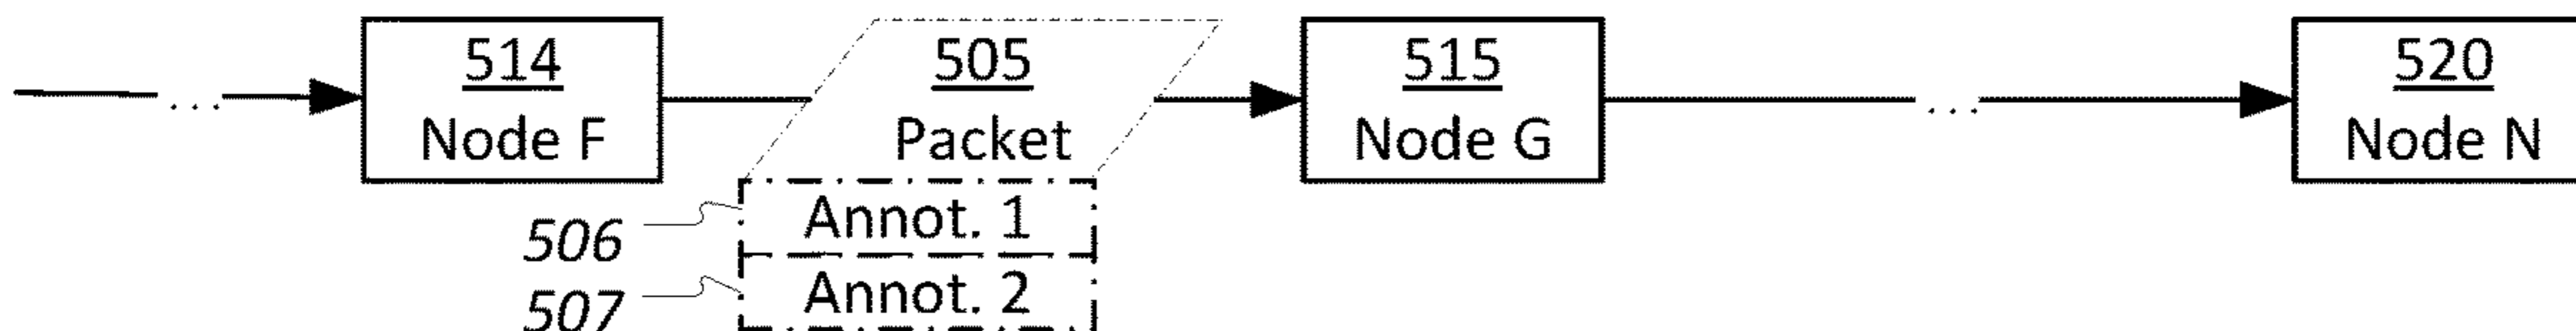 514
Node F
505
Packet
515
Node G
520
Node N
...
...
506
Annot. 1
507
Annot. 2